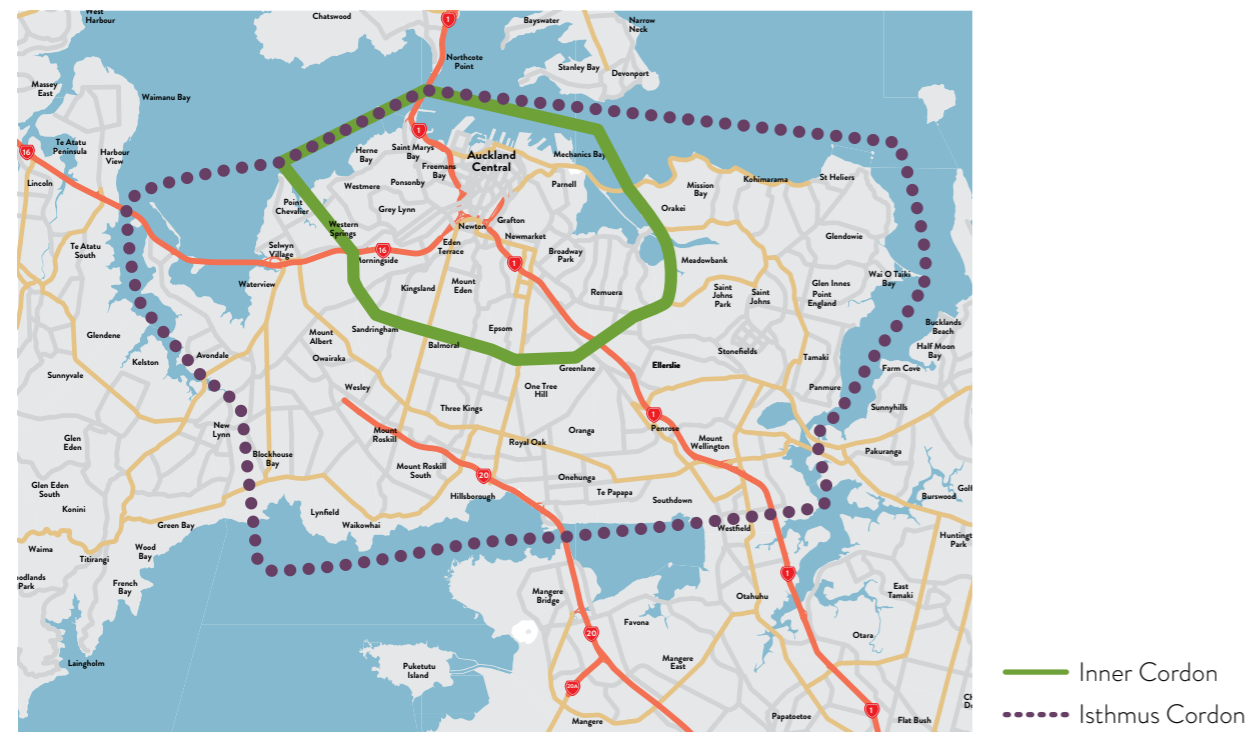 West
Harbour
Chatswood
1
Bayswater
Narrow
Neck
Northcote
Point
Stanley Bay
Devonport
Massey
East
Waimanu Bay
16
Te Atatu
Peninsula
Harbour
View
Lincoln
1
Herne
Bay
Saint Marys
Bay
Freemans
Bay
Auckland
Central
Mechanics Bay
Westmere
Ponsonby
Parnell
Mission
Bay
Kohimarama
St Heliers
Point
Chevalier
Grey Lynn
Orakei
Western
Springs
Newton
Grafton
Newmarket
Glendowie
Te Atatu
South
Selwyn
Village
16
Morningside
Eden
Terrace
1
Broadway
Park
Meadowbank
Waterview
Kingsland
Mount
Eden
Remuera
Saint
Johns
Park
Saint
Johns
Glen Innes
Point
England
Wai O Taiki
Bay
Glendene
Mount
Albert
Sandringham
Epsom
Bucklands
Beach
Kelston
Avondale
Owairaka
Balmoral
Greenlane
Ellerslie
Stonefields
Tamaki
Half Moon
Bay
Farm Cove
Sunnyvale
Wesley
One Tree
Hill
Panmure
Three Kings
1
Sunnyhills
Glen
Eden
New
Lynn
Mount
Roskill
Royal Oak
Oranga
Penrose
Mount
Wellington
Pakuranga
Blockhouse
Bay
Mount Roskill
South
20
Onehunga
Glen Eden
South
Hillsborough
Te Papapa
Southdown
Burswood
Golf
Konini
Lynfield
Waikowhai
Green Bay
Westfield
Hunting
Park
Waima
Titirangi
Wood
Bay
oodlands
Park
French
Bay
1
Mangere
Bridge
Otahuhu
East
Tamaki
20
Favona
Otara
Laingholm
Puketutu
Island
Mangere
East
20A
Inner Cordon
Mangere
Papatoetoe
1
Flat Bush
Isthmus Cordon